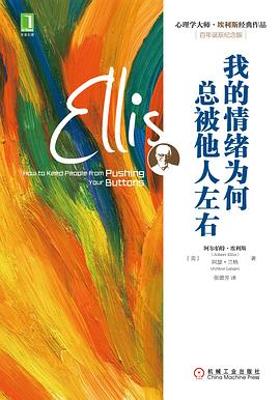 心理学大师·埃利斯经典作品
百年诞辰纪念版
Ellis
How to Keep People from Pushing
Your Buttons
我的情绪为何
总被他人左右
阿尔伯特·埃利斯
(Albert Ellis)
[美]
著
阿瑟·兰格
(Arthur Lange)
张蕾芳 译
机械工业出版社
China Machine Press